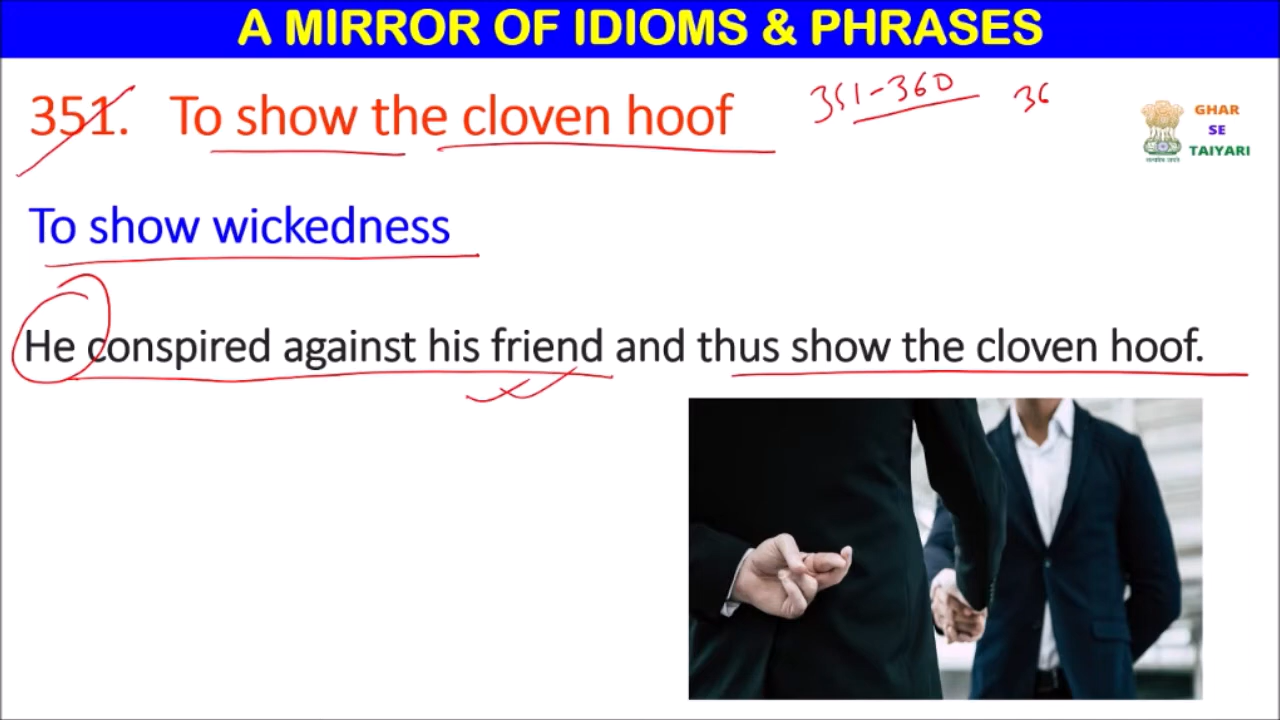 A MIRROR OF IDIOMS & PHRASES
351. To show the cloven hoof
351-360 36
GHAR
SE
TAIYARI
To show wickedness
He conspired against his friend and thus show the cloven hoof.